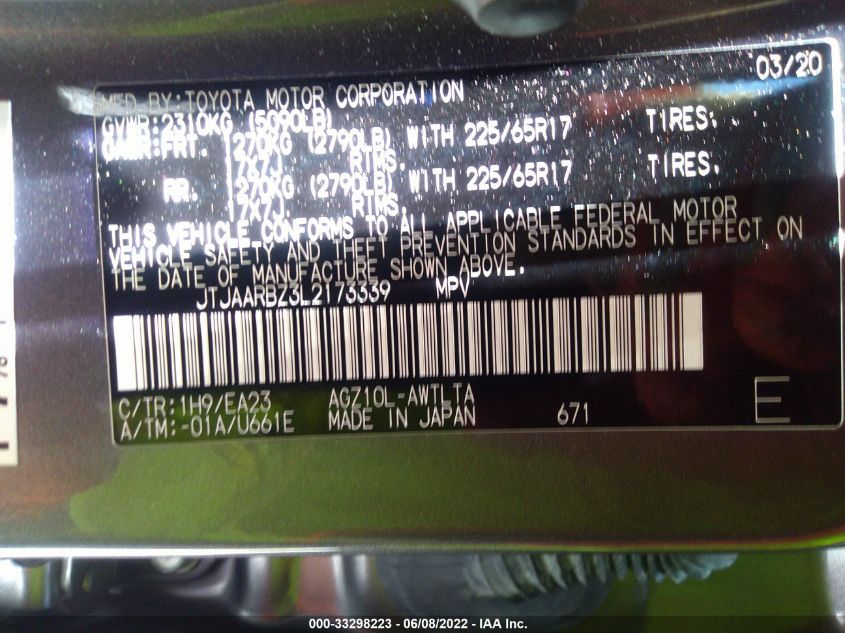 03/20
MFD BY:TOYOTA MOTOR CORPORATION
GVWR:2310KG (5090LB)
GAWR:FRT. 1270KG (2790LB) WITH 225/65R17 TIRES.
17X7J RIMS.
RR. 1270KG (2790LB) WITH 225/65R17 TIRES.
17X7J RIMS.
THIS VEHICLE CONFORMS TO ALL APPLICABLE FEDERAL MOTOR
VEHICLE SAFETY AND THEFT PREVENTION STANDARDS IN EFFECT ON
THE DATE OF MANUFACTURE SHOWN ABOVE.
JTJAARBZ3L2173339 MPV
C/TR:1H9/EA23 AGZ10L-AWTLTA
A/TM:-01A/U661E MADE IN JAPAN 671 E
000-33298223 - 06/08/2022 - IAA Inc.